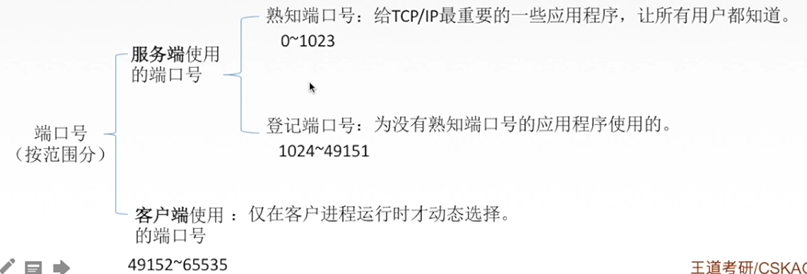 熟知端口号：给TCP/IP最重要的一些应用程序，让所有用户都知道。
0~1023
服务端使用
的端口号
登记端口号：为没有熟知端口号的应用程序使用的。
1024~49151
端口号
（按范围分）
客户端使用
的端口号
：仅在客户进程运行时才动态选择。
49152~65535
王道考研/CSKAO